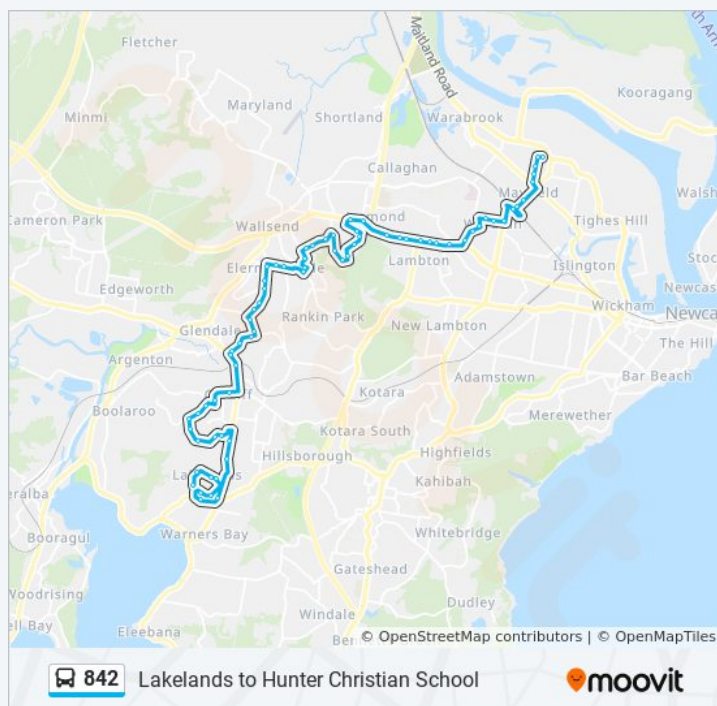 Fletcher
Maitland Road
Kooragang
Maryland
Minmi
Shortland
Warabrook
Callaghan
Walsh
Cameron Park
Wallsend
Tighes Hill
Lambton
Islington
Stoc
Edgeworth
Rankin Park
Wickham
Newca
Glendale
New Lambton
The Hill
Argenton
Adamstown
Bar Beach
Boolaroo
Kotara
Merewether
Kotara South
Hillsborough
Highfields
Kahibah
Warners Bay
Whitebridge
Booragul
Gateshead
Woodrising
Dudley
Windale
Eleebana
© OpenStreetMap contributors | © OpenMapTiles
842 Lakelands to Hunter Christian School
moovit